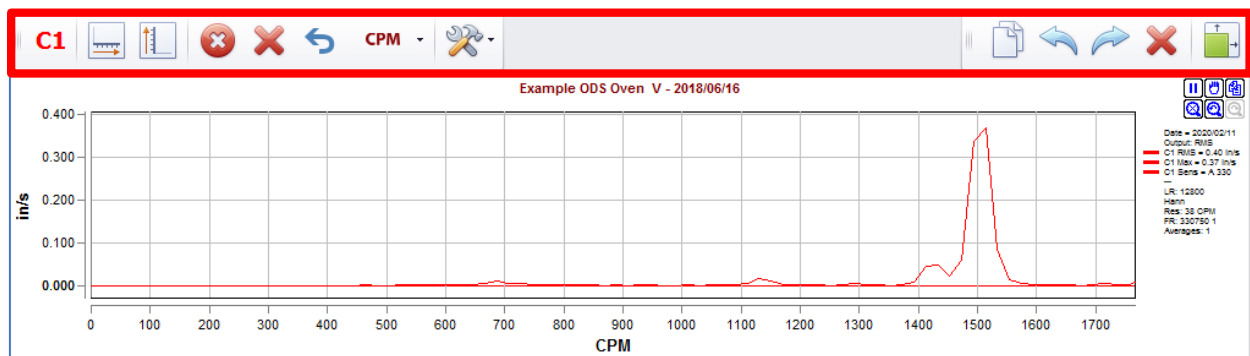 C1 CPM
Example ODS Oven V - 2018/06/16
Date = 2020/02/11
Output: RMS
C1 RMS = 0.40 in/s
C1 Max = 0.37 in/s
C1 Sens = A 330
---
LR: 12800
Hann
Res: 38 CPM
FR: 330750 1
Averages: 1
in/s
0.400
0.300
0.200
0.100
0.000
0 100 200 300 400 500 600 700 800 900 1000 1100 1200 1300 1400 1500 1600 1700
CPM